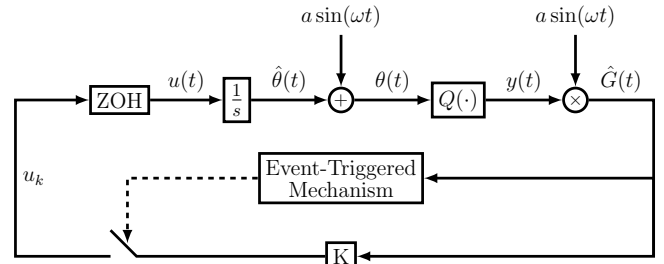 a sin(ωt)
a sin(ωt)
u(t)
θ̂(t)
θ(t)
y(t)
Ĝ(t)
ZOH
1/s
+
Q(·)
×
Event-Triggered
Mechanism
u_k
K